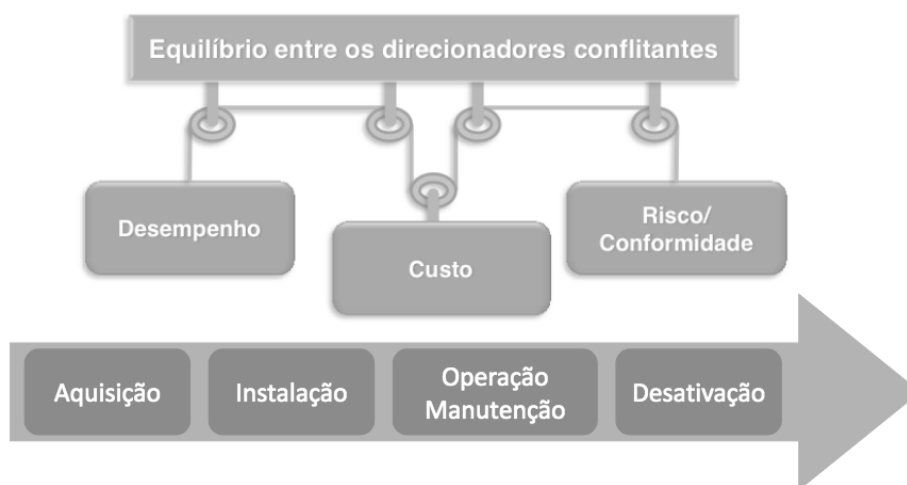 Equilíbrio entre os direcionadores conflitantes
Desempenho
Custo
Risco/
Conformidade
Aquisição
Instalação
Operação
Manutenção
Desativação